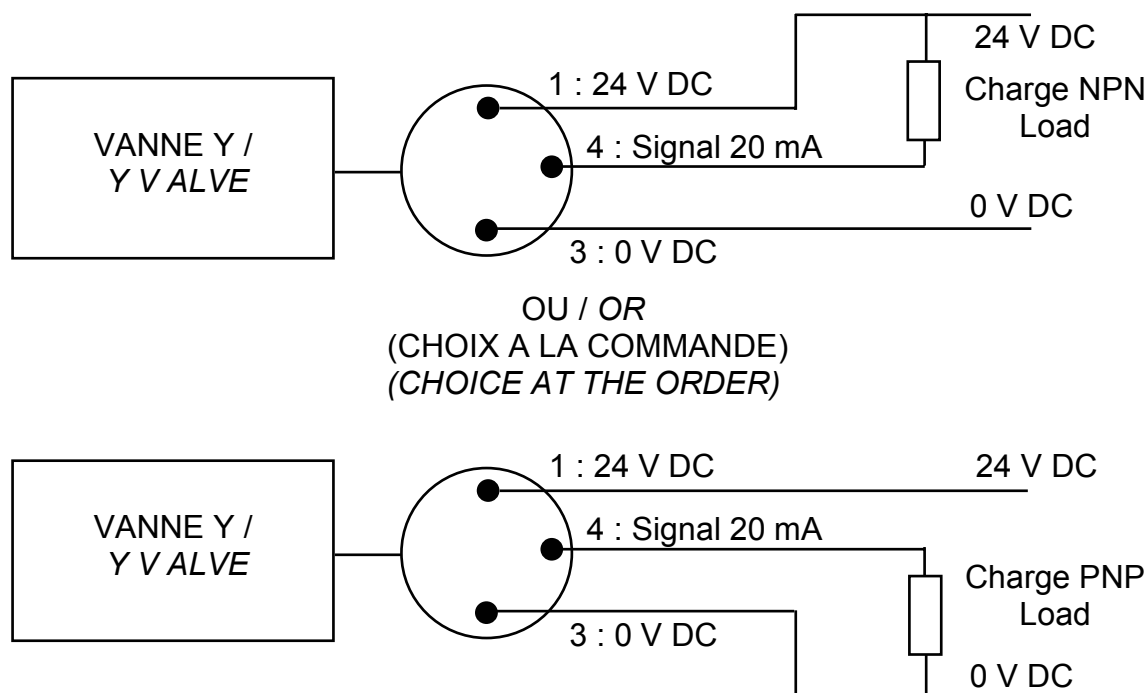 24 V DC
1 : 24 V DC
Charge NPN
Load
VANNE Y /
Y V ALVE
4 : Signal 20 mA
0 V DC
3 : 0 V DC
OU / OR
(CHOIX A LA COMMANDE)
(CHOICE AT THE ORDER)
1 : 24 V DC
24 V DC
VANNE Y /
Y V ALVE
4 : Signal 20 mA
Charge PNP
Load
3 : 0 V DC
0 V DC